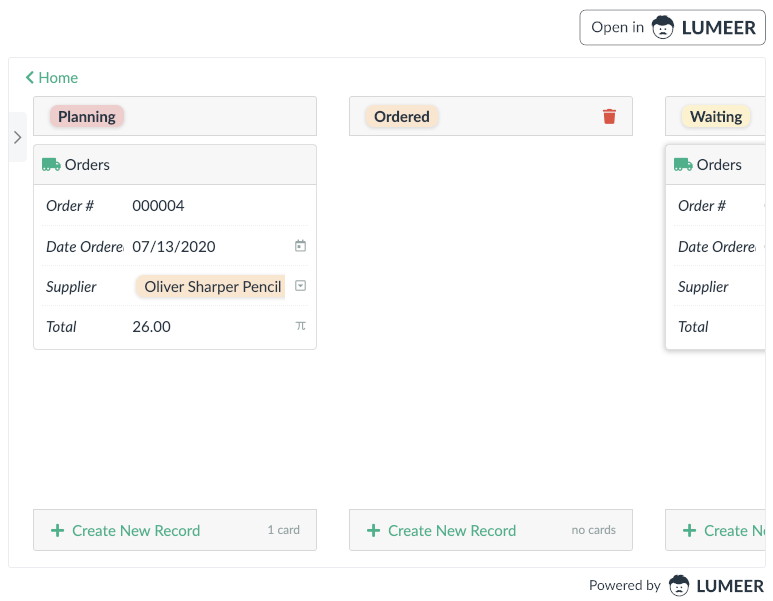 Open in LUMEER
Home
Planning
Ordered
Waiting
Orders
Order # 000004
Date Ordere 07/13/2020
Supplier Oliver Sharper Pencil
Total 26.00
Orders
Order #
Date Ordere
Supplier
Total
Create New Record 1 card
Create New Record no cards
Create N
Powered by LUMEER